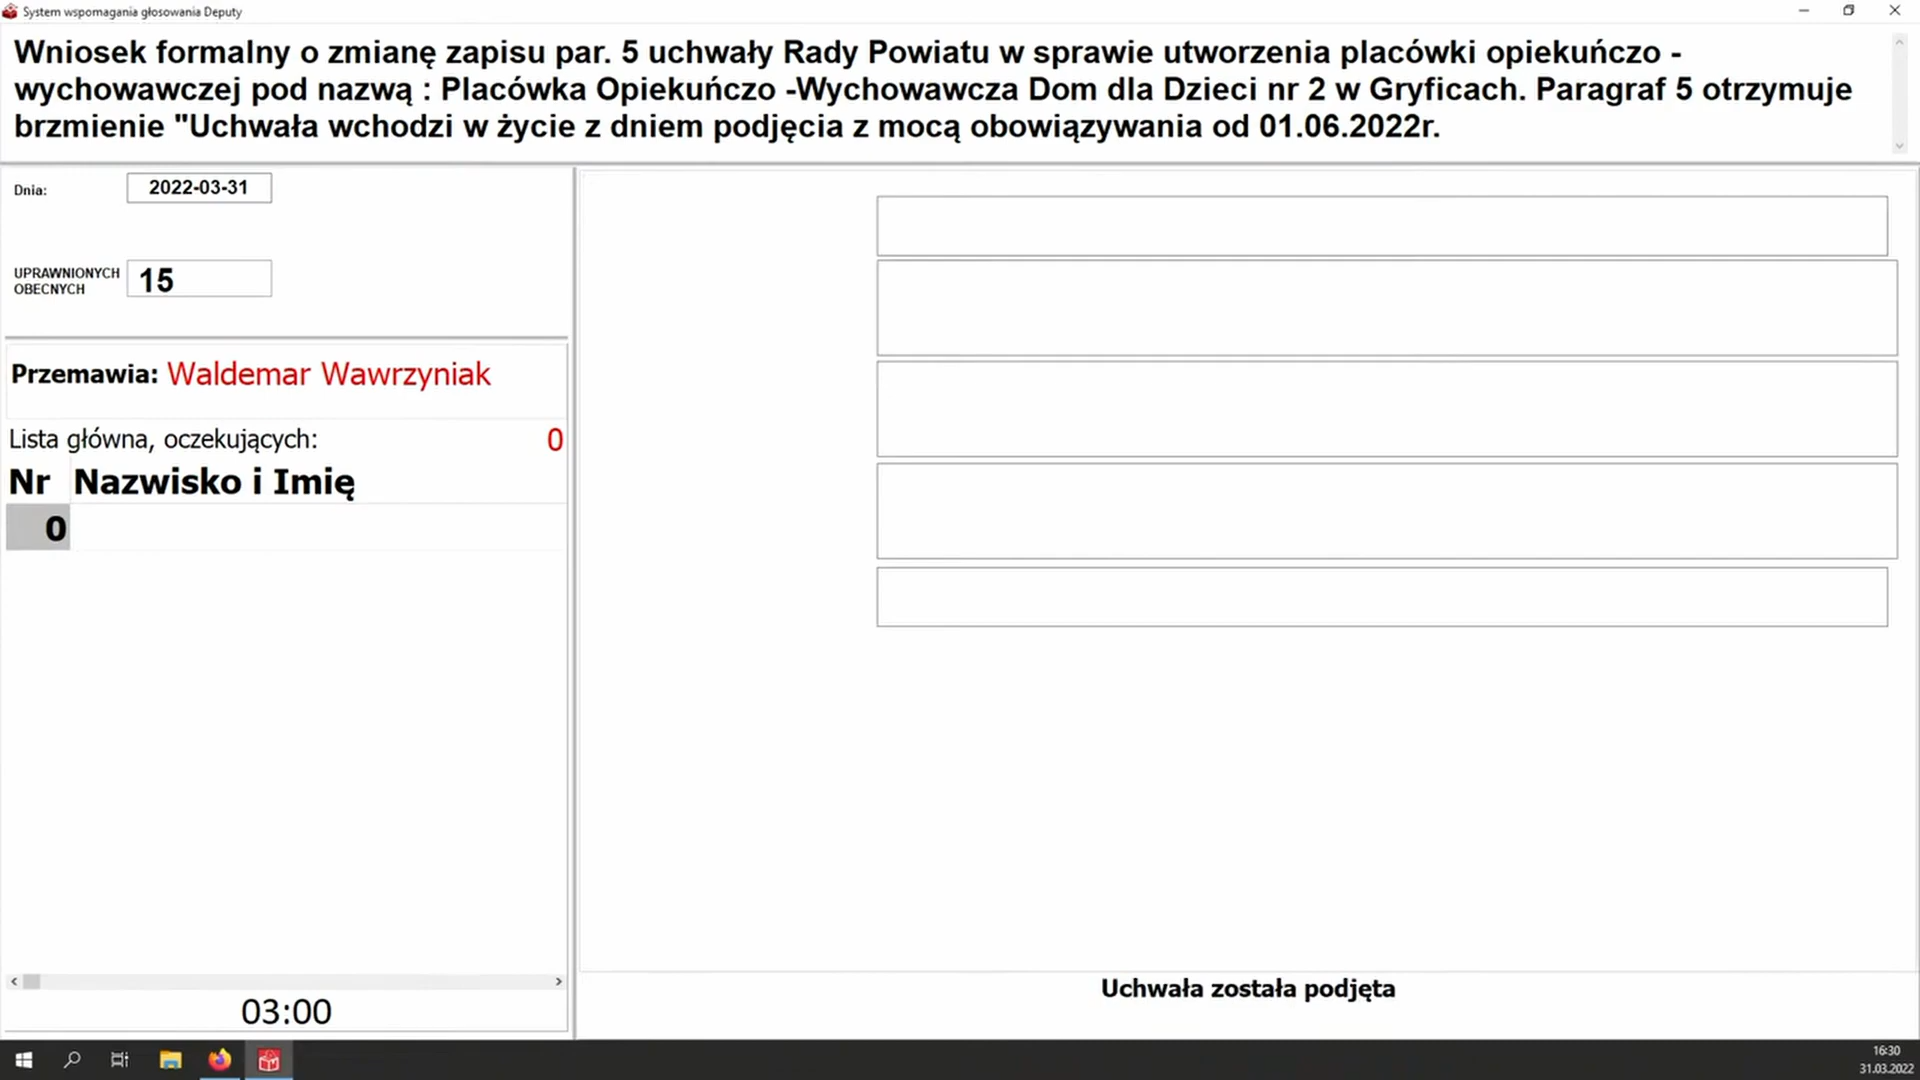 System wspomagania głosowania Deputy
Wniosek formalny o zmianę zapisu par. 5 uchwały Rady Powiatu w sprawie utworzenia placówki opiekuńczo -
wychowawczej pod nazwą : Placówka Opiekuńczo -Wychowawcza Dom dla Dzieci nr 2 w Gryficach. Paragraf 5 otrzymuje
brzmienie "Uchwała wchodzi w życie z dniem podjęcia z mocą obowiązywania od 01.06.2022r.
Dnia: 2022-03-31
UPRAWNIONYCH
OBECNYCH
15
Przemawia: Waldemar Wawrzyniak
Lista główna, oczekujących: 0
Nr Nazwisko i Imię
0
03:00
Uchwała została podjęta
16:30
31.03.2022